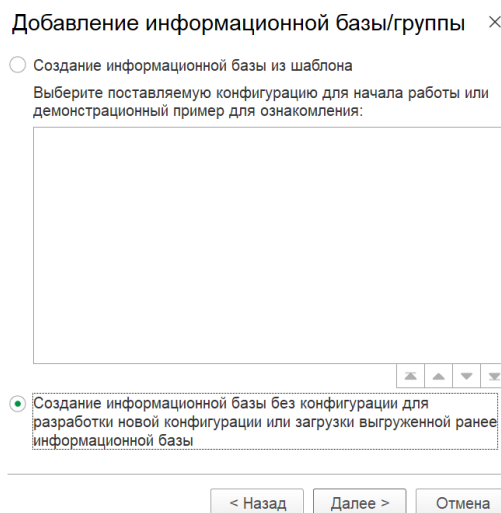 Добавление информационной базы/группы
Создание информационной базы из шаблона
Выберите поставляемую конфигурацию для начала работы или
демонстрационный пример для ознакомления:
Создание информационной базы без конфигурации для
разработки новой конфигурации или загрузки выгруженной ранее
информационной базы
< Назад Далее > Отмена